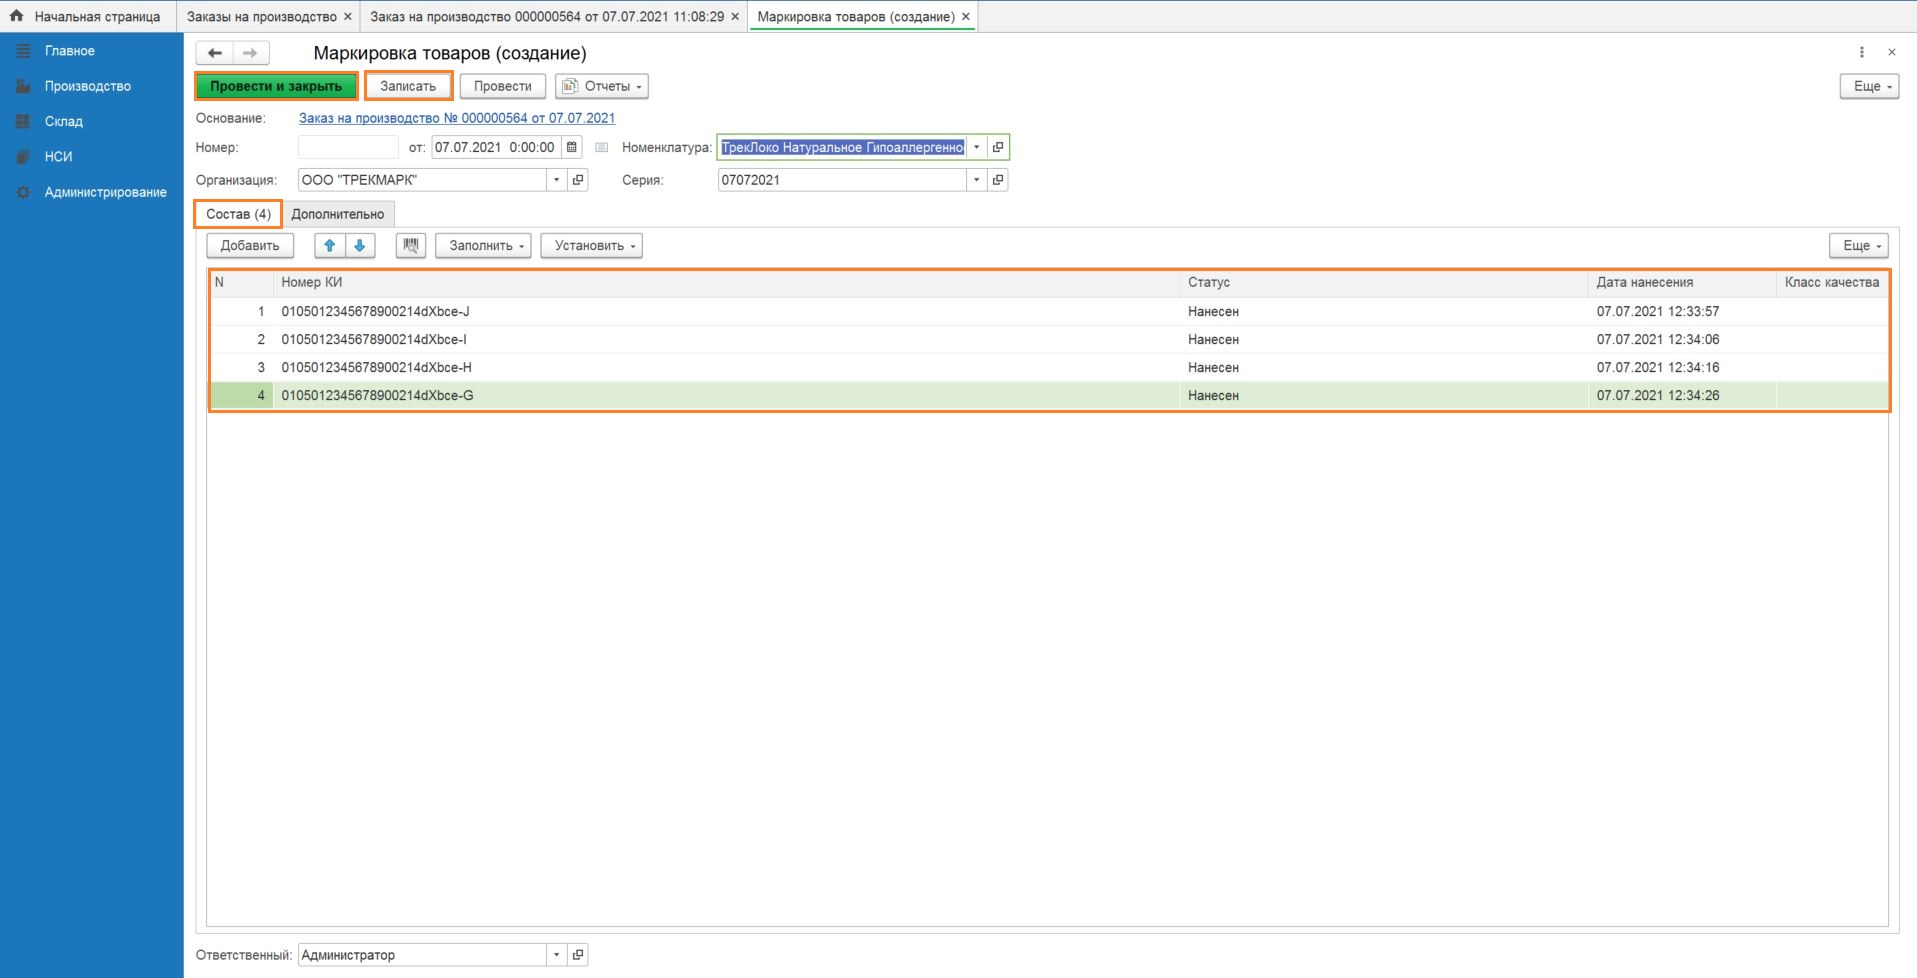 Начальная страница Заказы на производство × Заказ на производство 000000564 от 07.07.2021 11:08:29 × Маркировка товаров (создание) ×
Главное
Производство
Склад
НСИ
Администрирование
Маркировка товаров (создание)
Провести и закрыть Записать Провести Отчеты Еще
Основание: Заказ на производство № 000000564 от 07.07.2021
Номер: от: 07.07.2021 0:00:00 Номенклатура: ТрекЛоко Натуральное Гипоаллергенно
Организация: ООО "ТРЕКМАРК" Серия: 07072021
Состав (4) Дополнительно
Добавить Заполнить Установить Еще
N Номер КИ Статус Дата нанесения Класс качества
1 0105012345678900214dXbce-J Нанесен 07.07.2021 12:33:57
2 0105012345678900214dXbce-I Нанесен 07.07.2021 12:34:06
3 0105012345678900214dXbce-H Нанесен 07.07.2021 12:34:16
4 0105012345678900214dXbce-G Нанесен 07.07.2021 12:34:26
Ответственный: Администратор